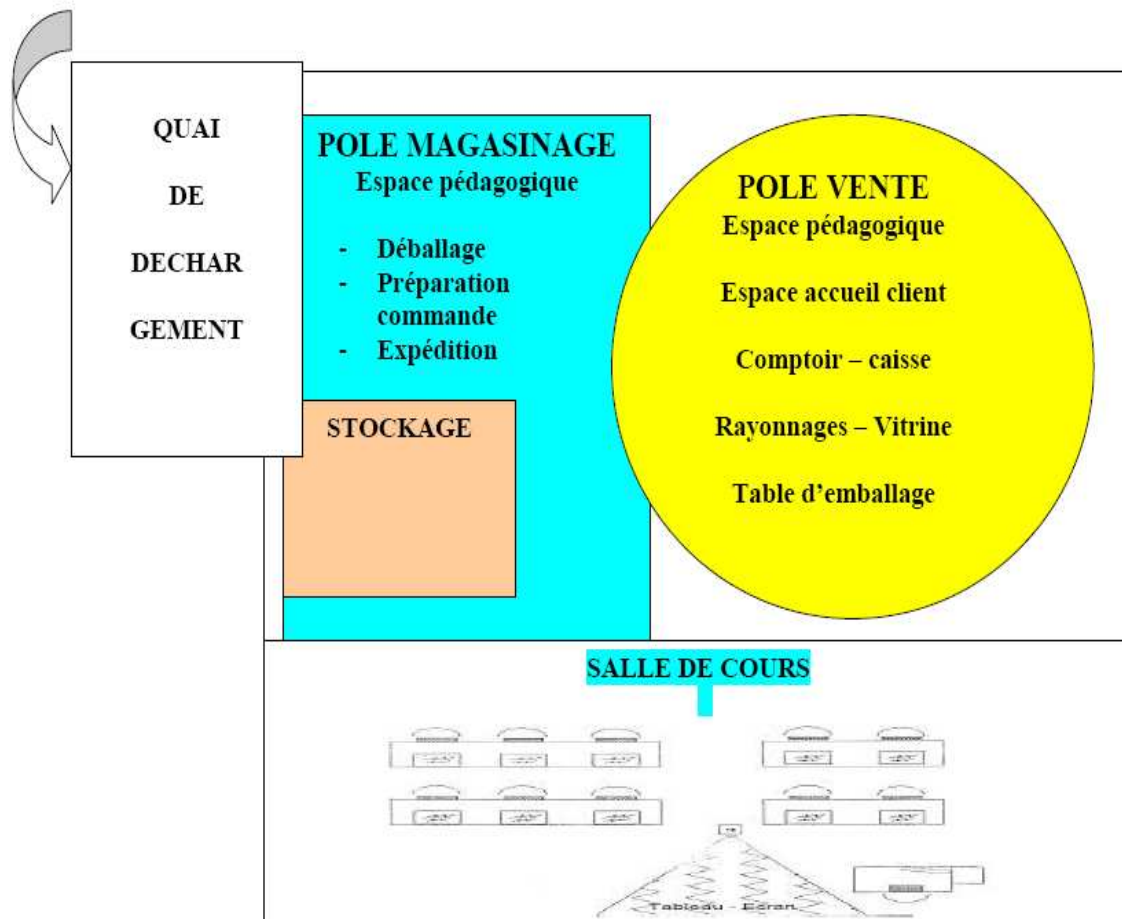 QUAI
DE
DECHAR
GEMENT
POLE MAGASINAGE
Espace pédagogique
- Déballage
- Préparation
commande
- Expédition
STOCKAGE
POLE VENTE
Espace pédagogique
Espace accueil client
Comptoir – caisse
Rayonnages – Vitrine
Table d’emballage
SALLE DE COURS
Tableau - Ecran